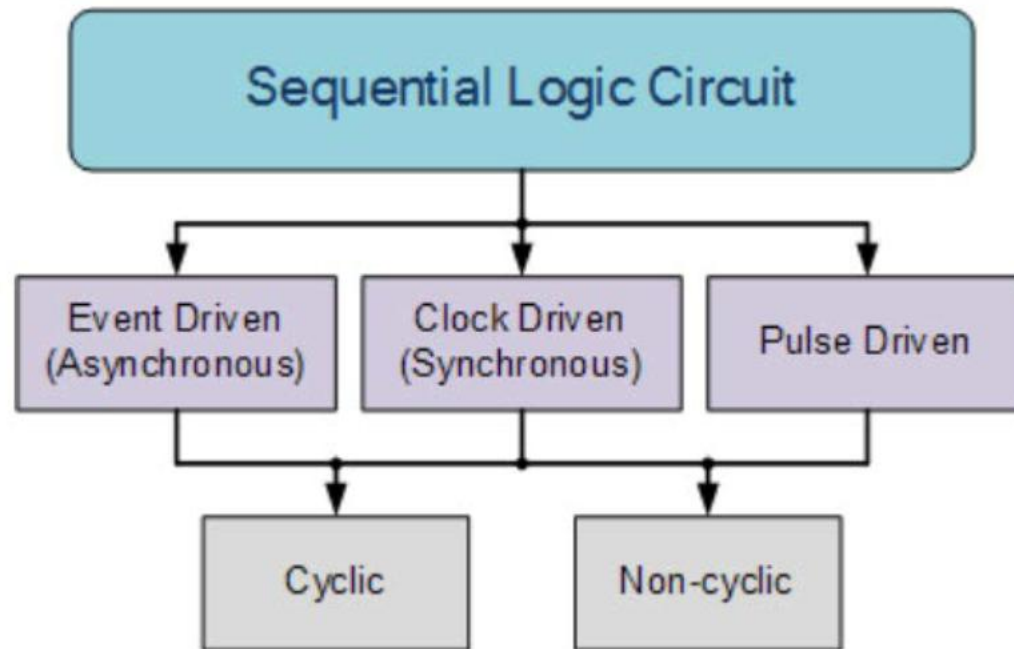 Sequential Logic Circuit
Event Driven
(Asynchronous)
Clock Driven
(Synchronous)
Pulse Driven
Cyclic
Non-cyclic